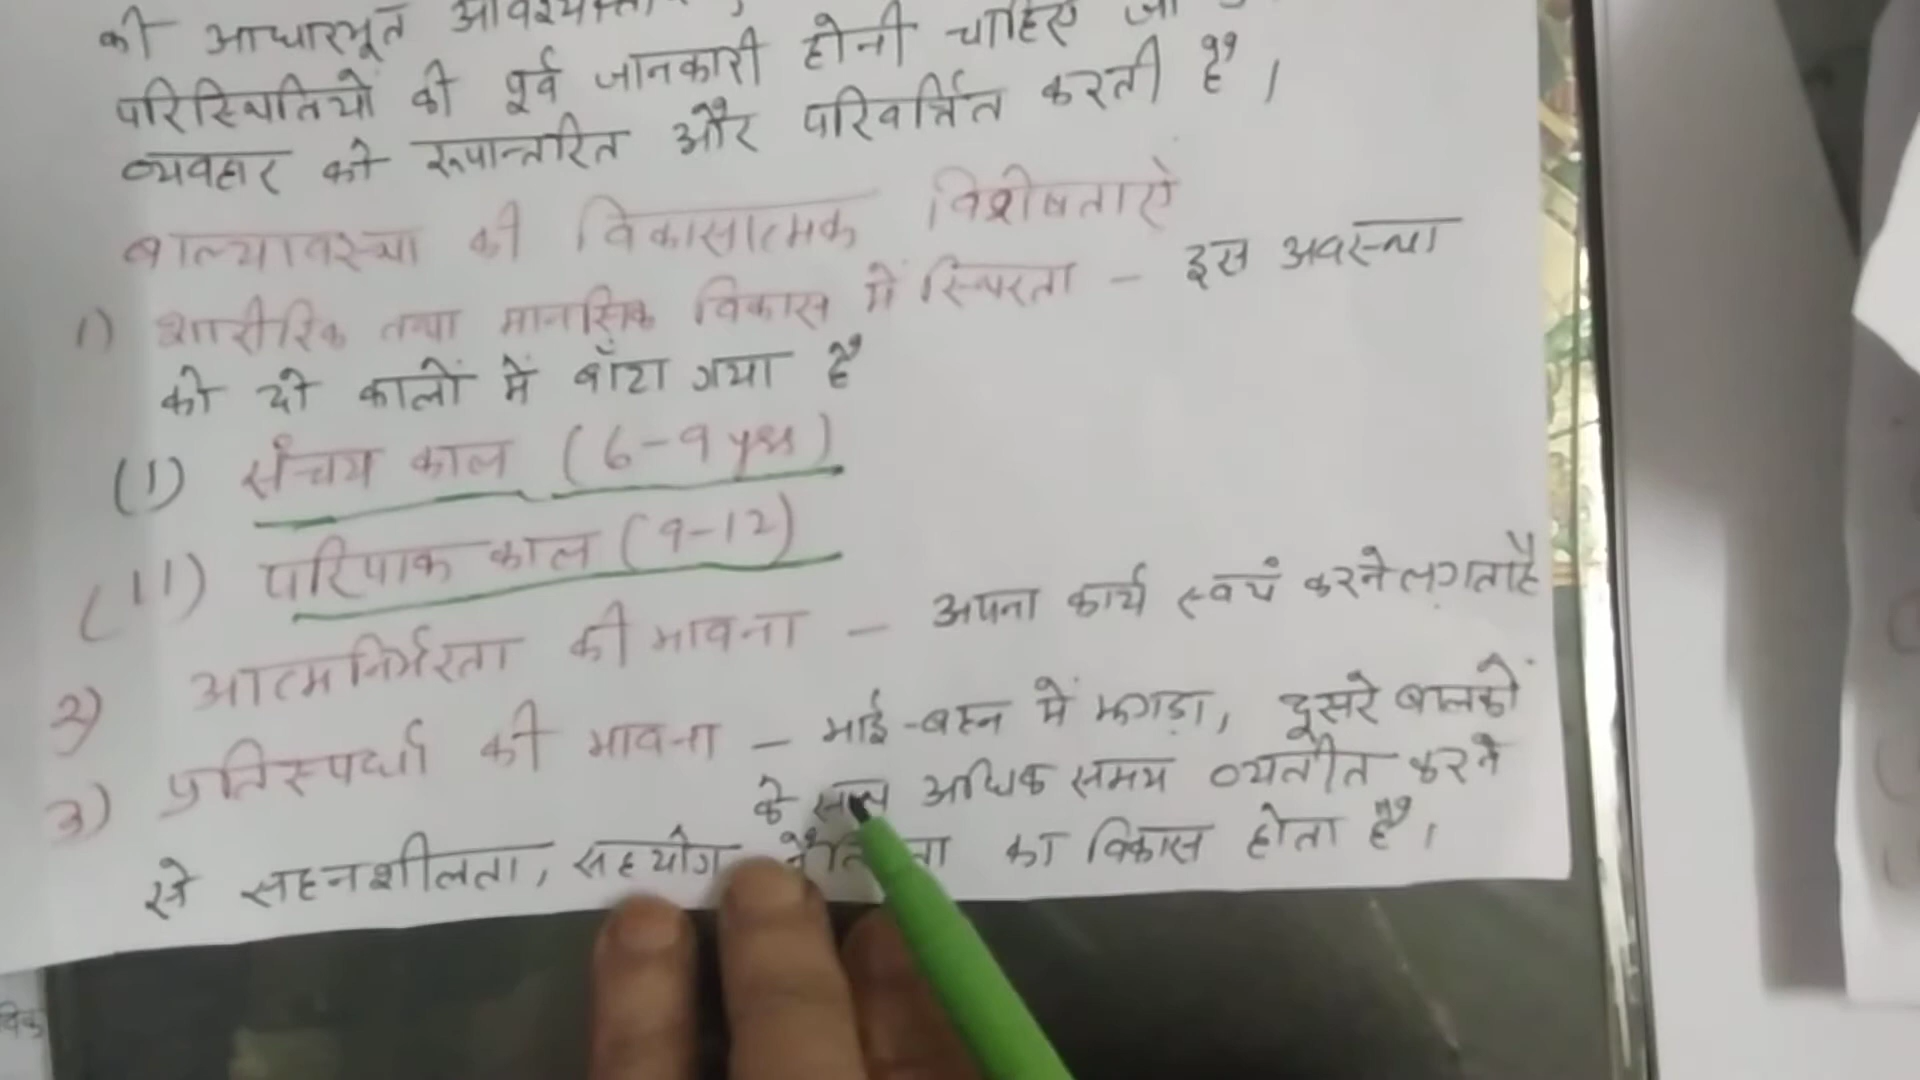 की आधारभूत
परिस्थितियों की पूर्व जानकारी होनी चाहिए जो
व्यवहार को रूपान्तरित और परिवर्तित करती है।
बाल्यावस्था की विकासात्मक विशेषताऐं
1) शारीरिक तथा मानसिक विकास में स्थिरता - इस अवस्था
को दो कालों में बाँटा गया है
(1) संचय काल (6-9 yrs)
(11) परिपाक काल (9-12)
2) आत्मनिर्भरता की भावना - अपना कार्य स्वयं करने लगता है
3) प्रतिस्पर्धा की भावना - भाई-बहन में झगड़ा, दूसरे बालकों
के साथ अधिक समय व्यतीत करने
से सहनशीलता, सहयोग का विकास होता है।